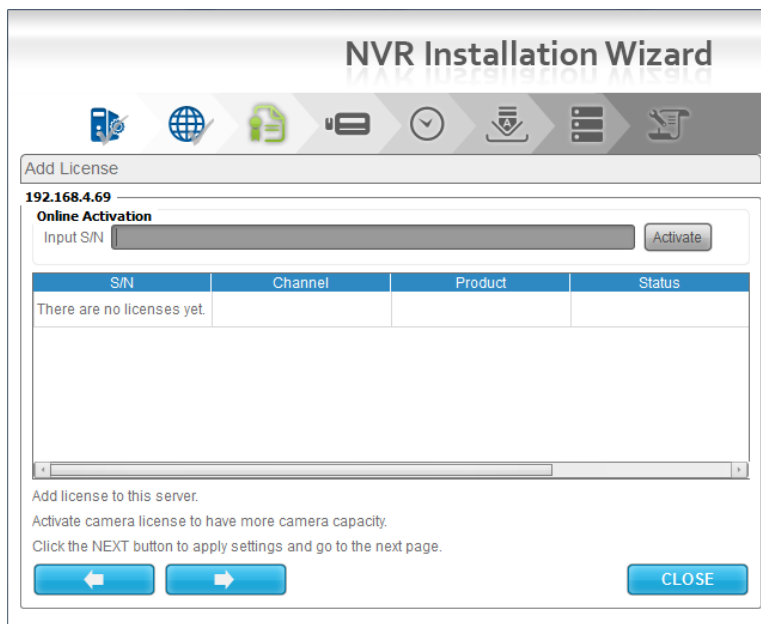 NVR Installation Wizard
Add License
192.168.4.69
Online Activation
Input S/N Activate
S/N Channel Product Status
There are no licenses yet.
Add license to this server.
Activate camera license to have more camera capacity.
Click the NEXT button to apply settings and go to the next page.
CLOSE